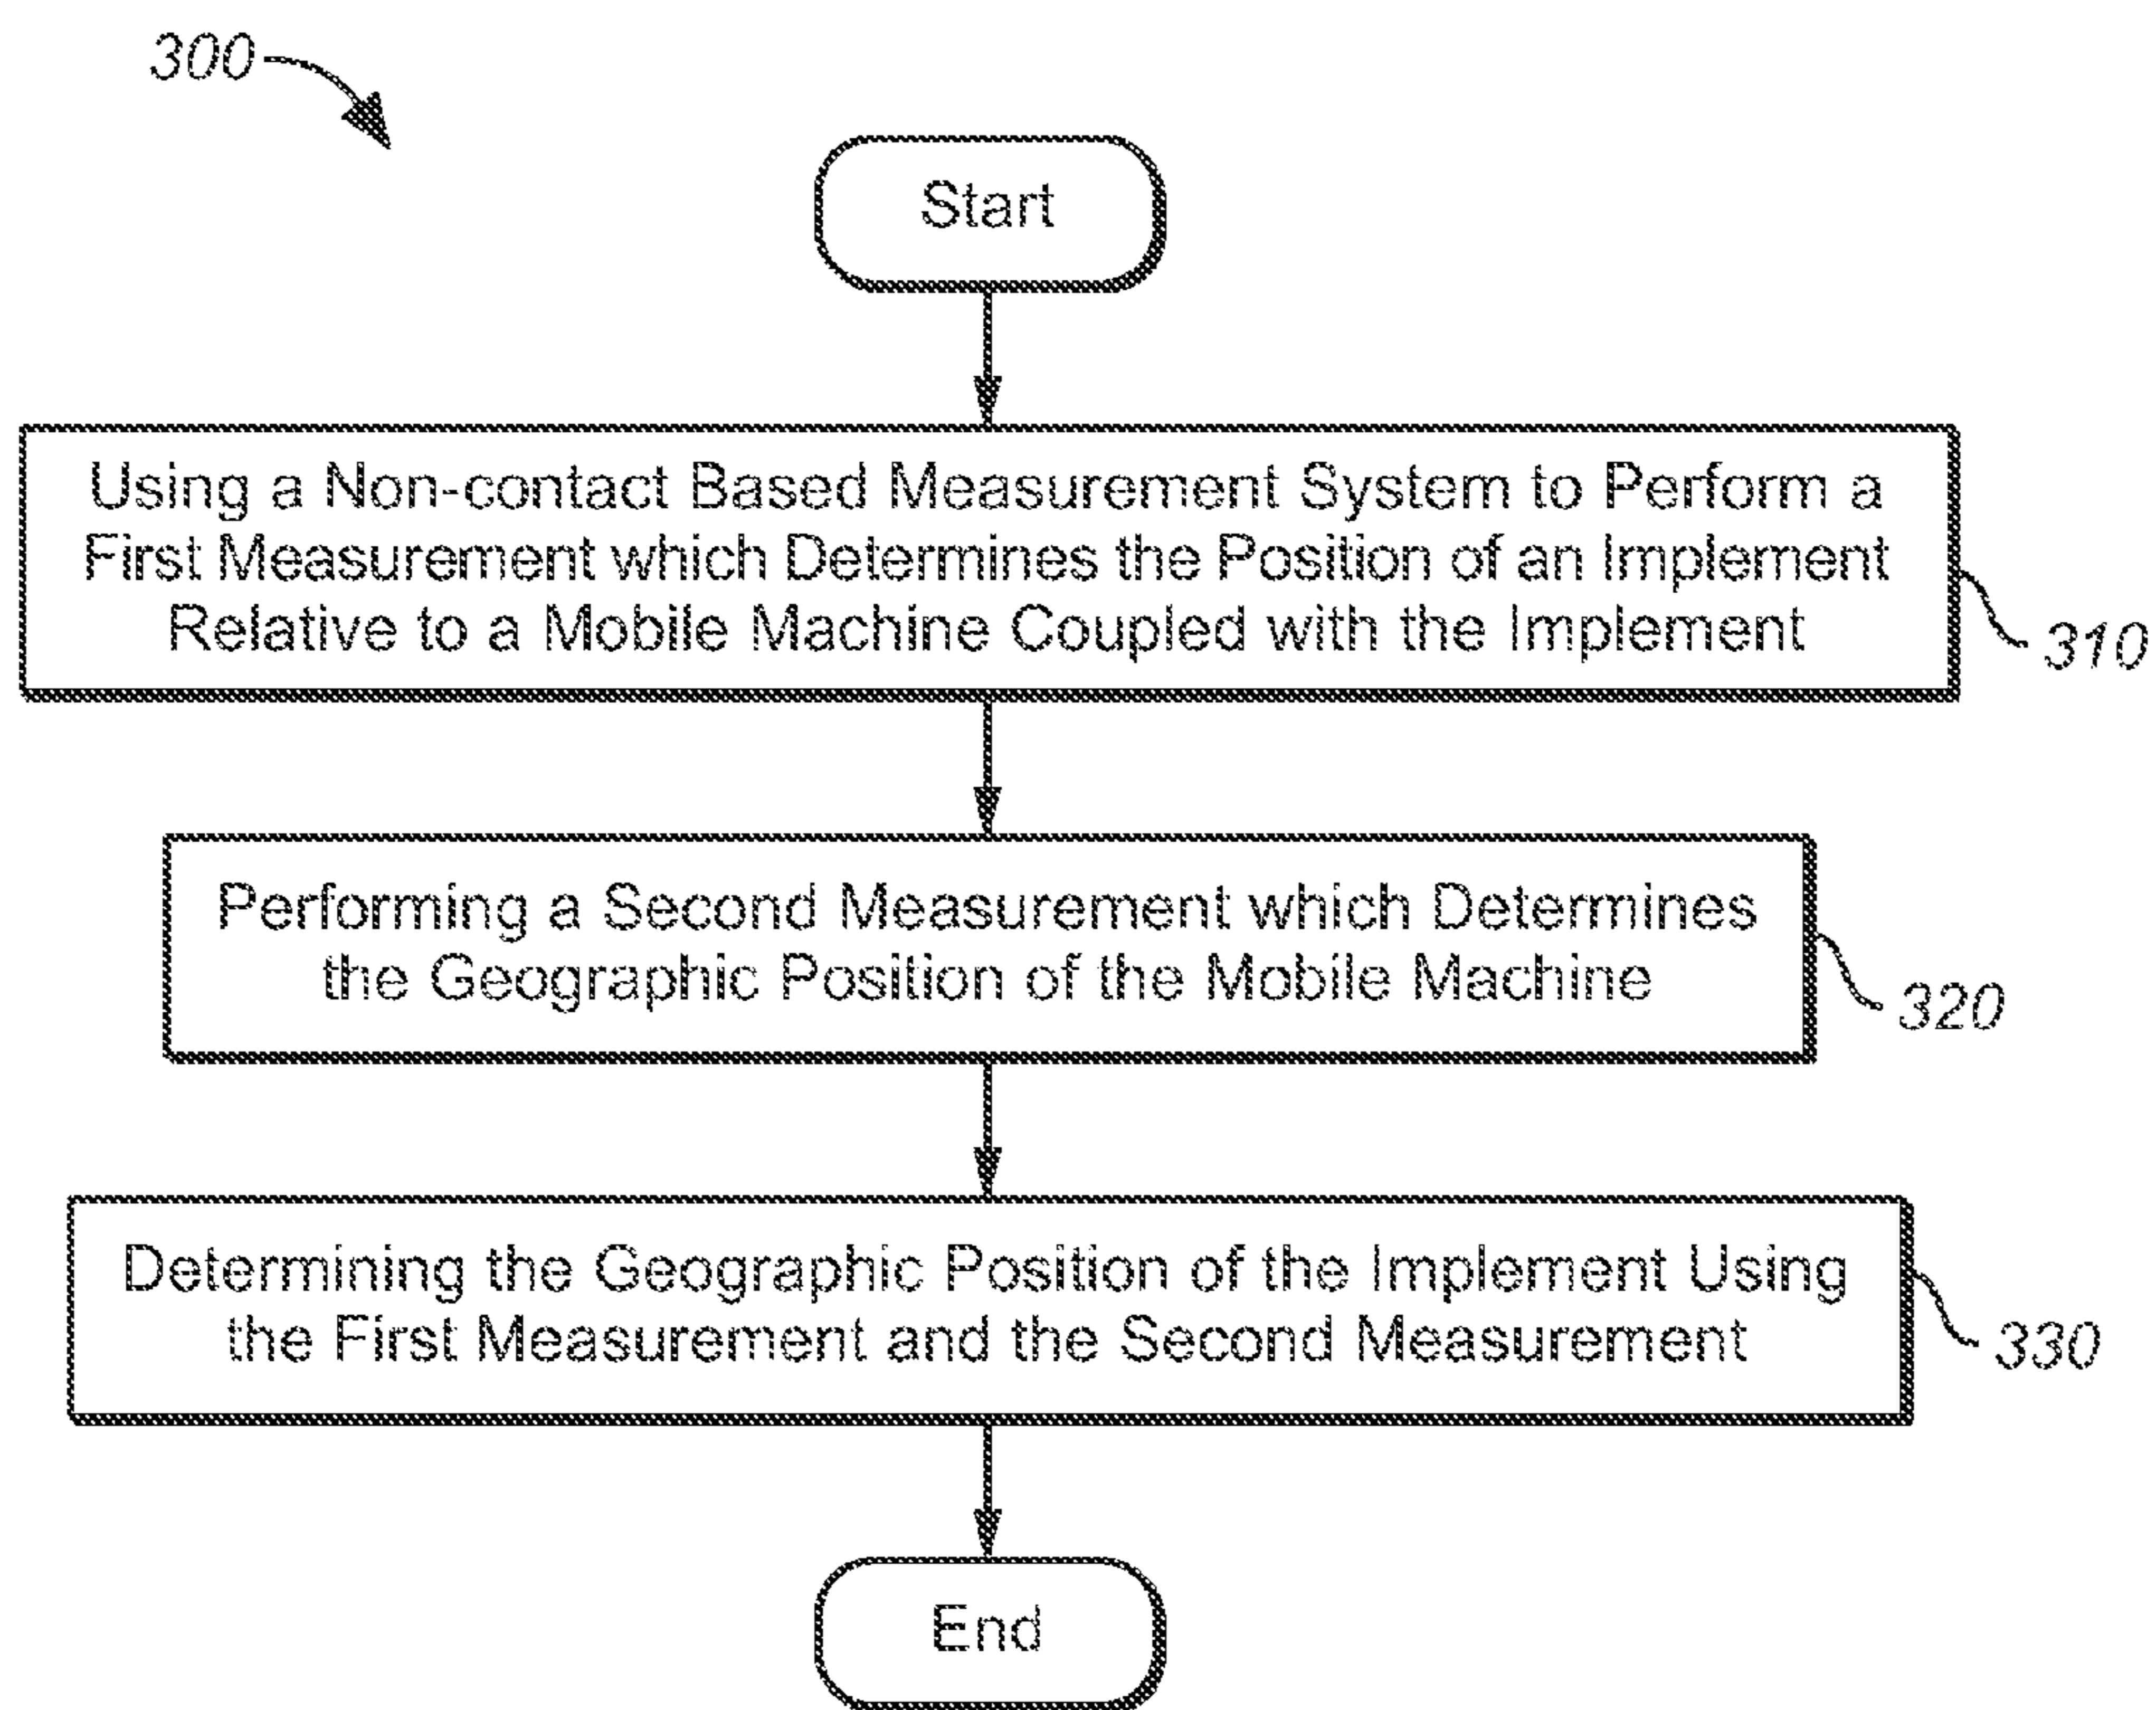 300
Start
Using a Non-contact Based Measurement System to Perform a
First Measurement which Determines the Position of an Implement
Relative to a Mobile Machine Coupled with the Implement
310
Performing a Second Measurement which Determines
the Geographic Position of the Mobile Machine
320
Determining the Geographic Position of the Implement Using
the First Measurement and the Second Measurement
330
End